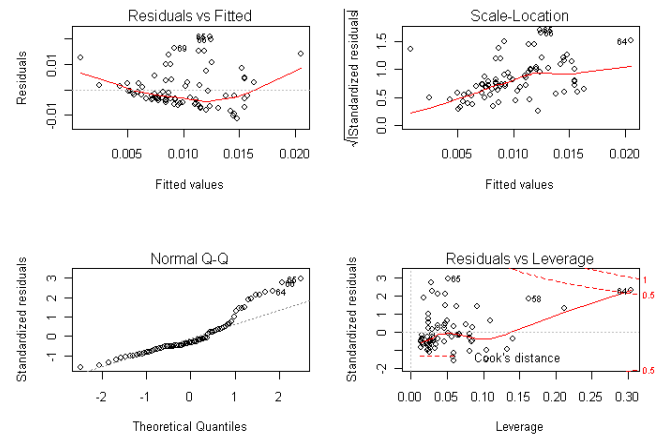 Residuals vs Fitted
Residuals
0.01
-0.01
65
66
69
0.005 0.010 0.015 0.020
Fitted values
Scale-Location
√|Standardized residuals
1.5
1.0
0.5
0.0
65
66
64
0.005 0.010 0.015 0.020
Fitted values
Normal Q-Q
Standardized residuals
3
2
1
0
-1
64
-2 -1 0 1 2
Theoretical Quantiles
Residuals vs Leverage
Standardized residuals
3
2
1
0
-2
65
58
64
1
0.5
0.5
Cook's distance
0.00 0.05 0.10 0.15 0.20 0.25 0.30
Leverage